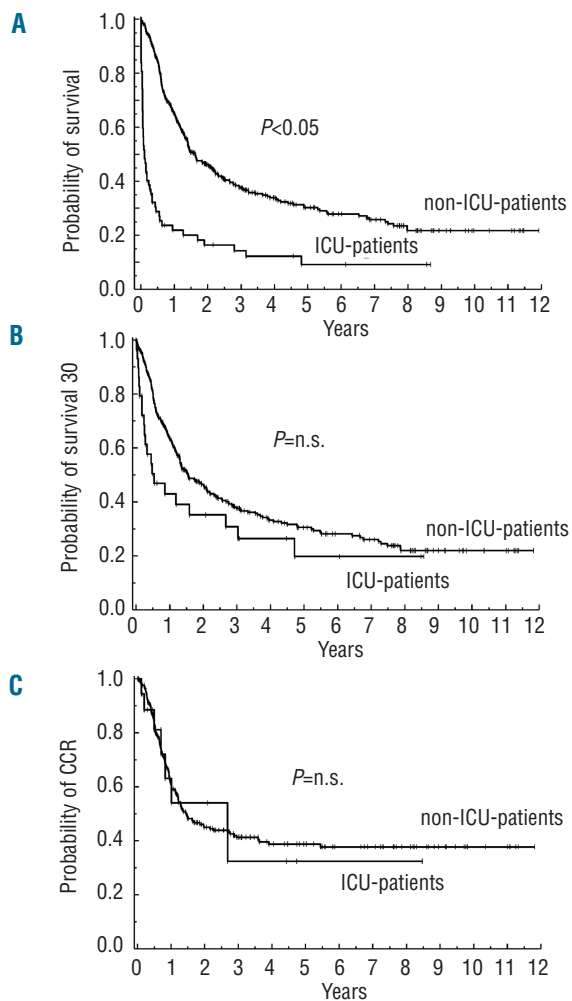 A
Probability of survival
1.0
0.8
0.6
0.4
0.2
0.0
P<0.05
non-ICU-patients
ICU-patients
0 1 2 3 4 5 6 7 8 9 10 11 12
Years
B
Probability of survival 30
1.0
0.8
0.6
0.4
0.2
0.0
P=n.s.
non-ICU-patients
ICU-patients
0 1 2 3 4 5 6 7 8 9 10 11 12
Years
C
Probability of CCR
1.0
0.8
0.6
0.4
0.2
0.0
P=n.s.
non-ICU-patients
ICU-patients
0 1 2 3 4 5 6 7 8 9 10 11 12
Years